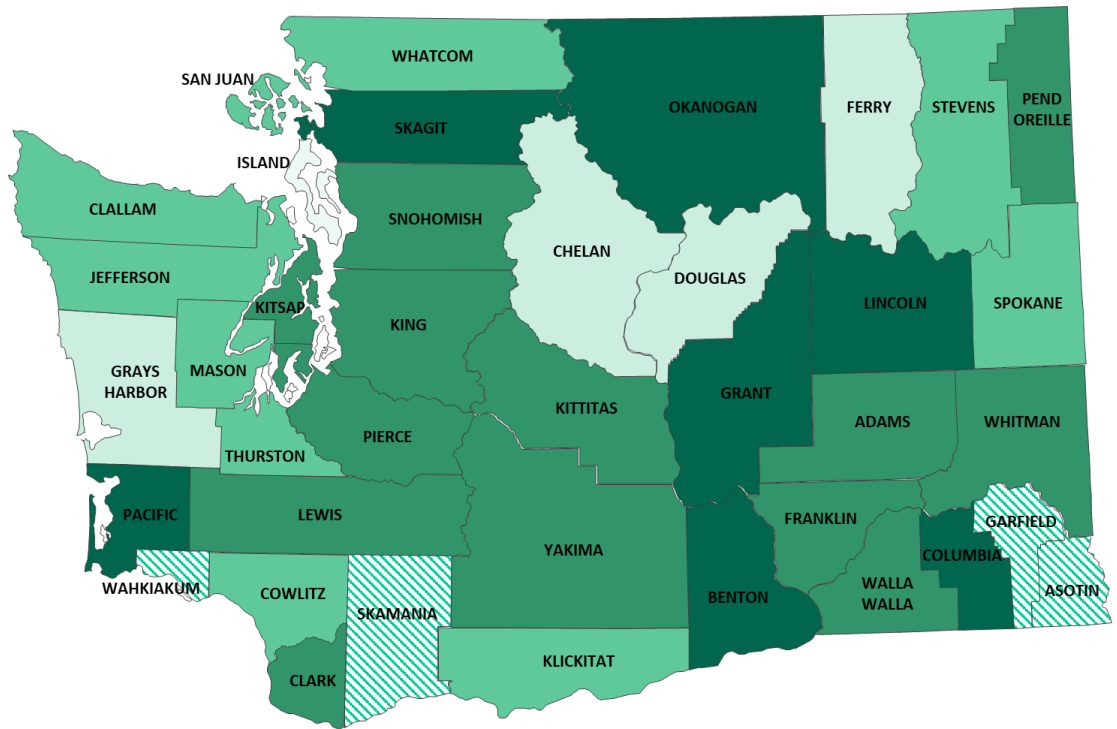 WHATCOM
SAN JUAN
SKAGIT
OKANOGAN
FERRY
STEVENS
PEND
OREILLE
ISLAND
CLALLAM
SNOHOMISH
CHELAN
JEFFERSON
DOUGLAS
KITSAP
KING
LINCOLN
SPOKANE
GRAYS
HARBOR
MASON
KITTITAS
GRANT
ADAMS
WHITMAN
PIERCE
THURSTON
PACIFIC
LEWIS
YAKIMA
FRANKLIN
GARFIELD
COLUMBIA
WAHKIAKUM
COWLITZ
SKAMANIA
BENTON
WALLA
WALLA
ASOTIN
KLICKITAT
CLARK